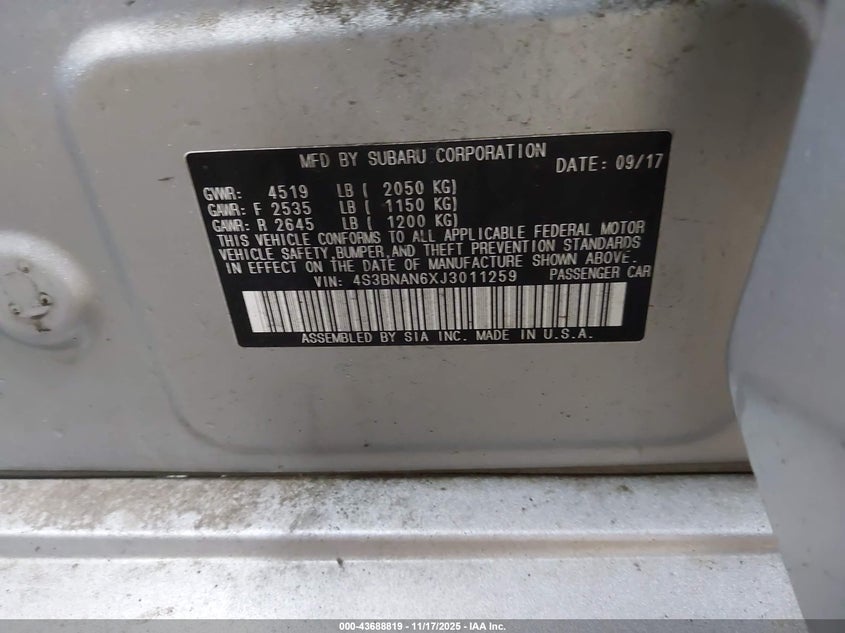 MFD BY SUBARU CORPORATION DATE: 09/17
GVWR: 4519 LB ( 2050 KG)
GAWR: F 2535 LB ( 1150 KG)
GAWR: R 2645 LB ( 1200 KG)
THIS VEHICLE CONFORMS TO ALL APPLICABLE FEDERAL MOTOR
VEHICLE SAFETY,BUMPER,AND THEFT PREVENTION STANDARDS
IN EFFECT ON THE DATE OF MANUFACTURE SHOWN ABOVE.
VIN: 4S3BNAN6XJ3011259 PASSENGER CAR
ASSEMBLED BY SIA INC. MADE IN U.S.A.
000-43688819 - 11/17/2025 - IAA Inc.